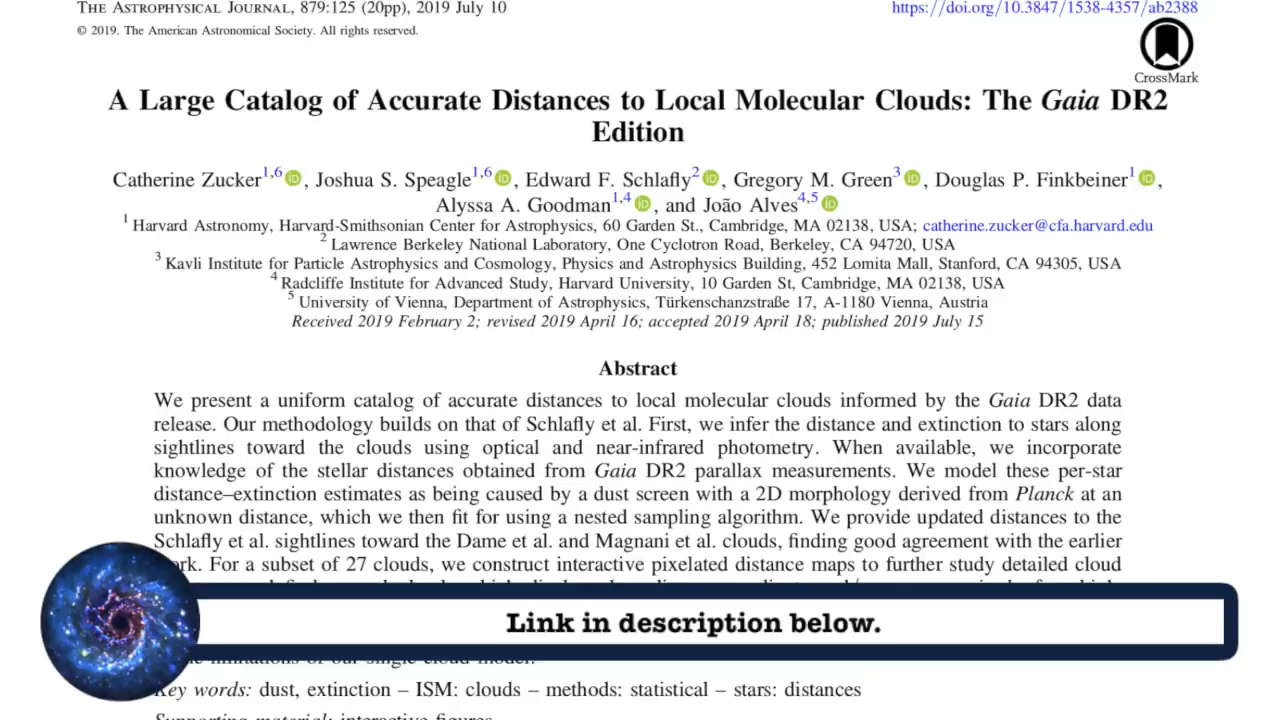 THE ASTROPHYSICAL JOURNAL, 879:125 (20pp), 2019 July 10
https://doi.org/10.3847/1538-4357/ab2388
© 2019. The American Astronomical Society. All rights reserved.
CrossMark
A Large Catalog of Accurate Distances to Local Molecular Clouds: The Gaia DR2
Edition
Catherine Zucker1,6, Joshua S. Speagle1,6, Edward F. Schlafly2, Gregory M. Green3, Douglas P. Finkbeiner1,
Alyssa A. Goodman1,4, and João Alves4,5
1 Harvard Astronomy, Harvard-Smithsonian Center for Astrophysics, 60 Garden St., Cambridge, MA 02138, USA; catherine.zucker@cfa.harvard.edu
2 Lawrence Berkeley National Laboratory, One Cyclotron Road, Berkeley, CA 94720, USA
3 Kavli Institute for Particle Astrophysics and Cosmology, Physics and Astrophysics Building, 452 Lomita Mall, Stanford, CA 94305, USA
4 Radcliffe Institute for Advanced Study, Harvard University, 10 Garden St, Cambridge, MA 02138, USA
5 University of Vienna, Department of Astrophysics, Türkenschanzstraße 17, A-1180 Vienna, Austria
Received 2019 February 2; revised 2019 April 16; accepted 2019 April 18; published 2019 July 15
Abstract
We present a uniform catalog of accurate distances to local molecular clouds informed by the Gaia DR2 data
release. Our methodology builds on that of Schlafly et al. First, we infer the distance and extinction to stars along
sightlines toward the clouds using optical and near-infrared photometry. When available, we incorporate
knowledge of the stellar distances obtained from Gaia DR2 parallax measurements. We model these per-star
distance–extinction estimates as being caused by a dust screen with a 2D morphology derived from Planck at an
unknown distance, which we then fit for using a nested sampling algorithm. We provide updated distances to the
Schlafly et al. sightlines toward the Dame et al. and Magnani et al. clouds, finding good agreement with the earlier
For a subset of 27 clouds, we construct interactive pixelated distance maps to further study detailed cloud
Link in description below.
limitations of our single cloud model.
Key words: dust, extinction – ISM: clouds – methods: statistical – stars: distances
Supporting material: interactive figures